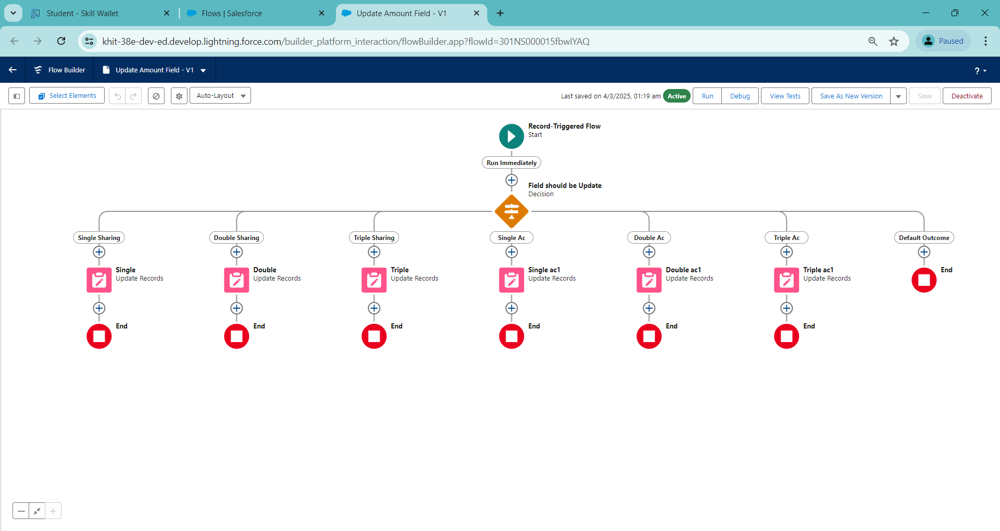 Student - Skill Wallet
Flows | Salesforce
Update Amount Field - V1
khit-38e-dev-ed.develop.lightning.force.com/builder_platform_interaction/flowBuilder.app?flowId=301NS000015fbwIYAQ
Paused
Flow Builder
Update Amount Field - V1
?
Select Elements
Auto-Layout
Last saved on 4/3/2025, 01:19 am
Active
Run
Debug
View Tests
Save As New Version
Save
Deactivate
Record-Triggered Flow
Start
Run Immediately
Field should be Update
Decision
Single Sharing
Double Sharing
Triple Sharing
Single Ac
Double Ac
Triple Ac
Default Outcome
Single
Update Records
Double
Update Records
Triple
Update Records
Single ac1
Update Records
Double ac1
Update Records
Triple ac1
Update Records
End
End
End
End
End
End
End